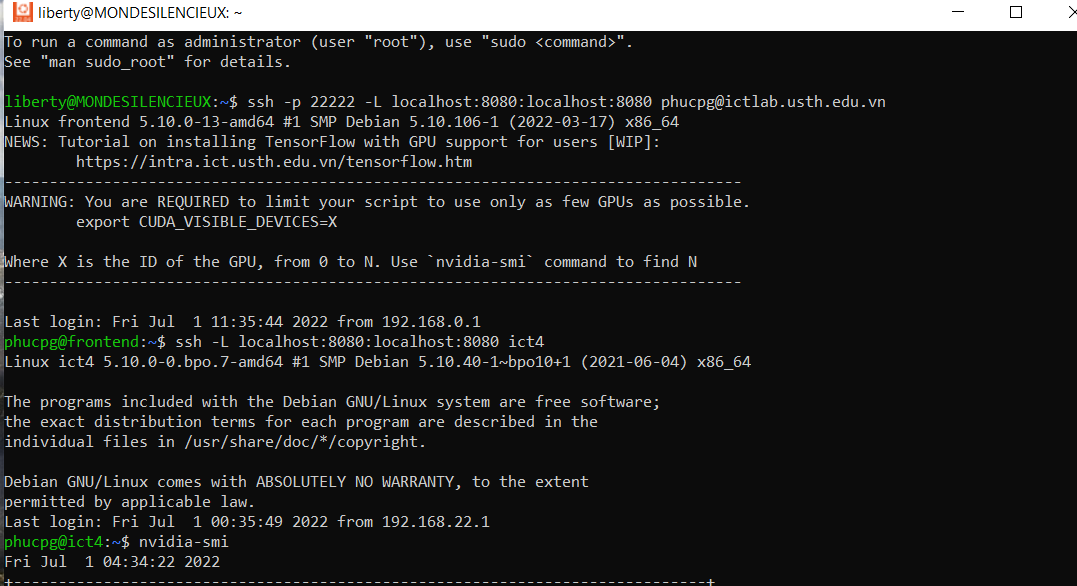 liberty@MONDESILENCIEUX: ~
To run a command as administrator (user "root"), use "sudo <command>".
See "man sudo_root" for details.
liberty@MONDESILENCIEUX:~$ ssh -p 22222 -L localhost:8080:localhost:8080 phucpg@ictlab.usth.edu.vn
Linux frontend 5.10.0-13-amd64 #1 SMP Debian 5.10.106-1 (2022-03-17) x86_64
NEWS: Tutorial on installing TensorFlow with GPU support for users [WIP]:
https://intra.ict.usth.edu.vn/tensorflow.htm
----------------------------------------------------------------------------------
WARNING: You are REQUIRED to limit your script to use only as few GPUs as possible.
export CUDA_VISIBLE_DEVICES=X
Where X is the ID of the GPU, from 0 to N. Use `nvidia-smi` command to find N
----------------------------------------------------------------------------------
Last login: Fri Jul  1 11:35:44 2022 from 192.168.0.1
phucpg@frontend:~$ ssh -L localhost:8080:localhost:8080 ict4
Linux ict4 5.10.0-0.bpo.7-amd64 #1 SMP Debian 5.10.40-1~bpo10+1 (2021-06-04) x86_64
The programs included with the Debian GNU/Linux system are free software;
the exact distribution terms for each program are described in the
individual files in /usr/share/doc/*/copyright.
Debian GNU/Linux comes with ABSOLUTELY NO WARRANTY, to the extent
permitted by applicable law.
Last login: Fri Jul  1 00:35:49 2022 from 192.168.22.1
phucpg@ict4:~$ nvidia-smi
Fri Jul  1 04:34:22 2022
+-----------------------------------------------------------------------------+